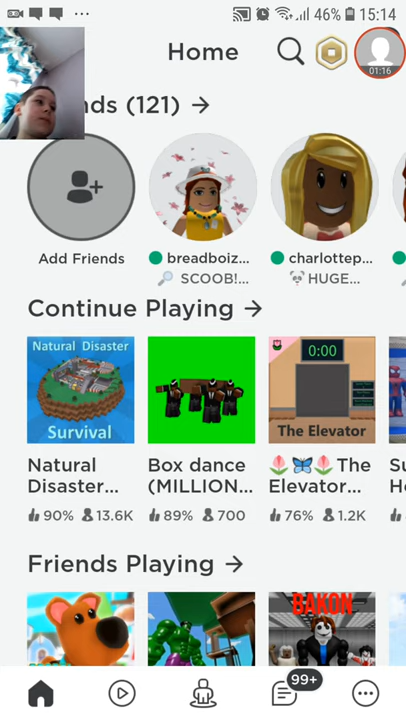 46% 15:14
Home
01:16
nds (121) →
Add Friends
breadboiz...
charlottep...
SCOOB!...
HUGE...
Continue Playing →
Natural Disaster
Survival
0:00
The Elevator
Natural
Disaster...
Box dance
(MILLION...
The
Elevator...
Su
He
90% 13.6K
89% 700
76% 1.2K
Friends Playing →
BAKON
99+